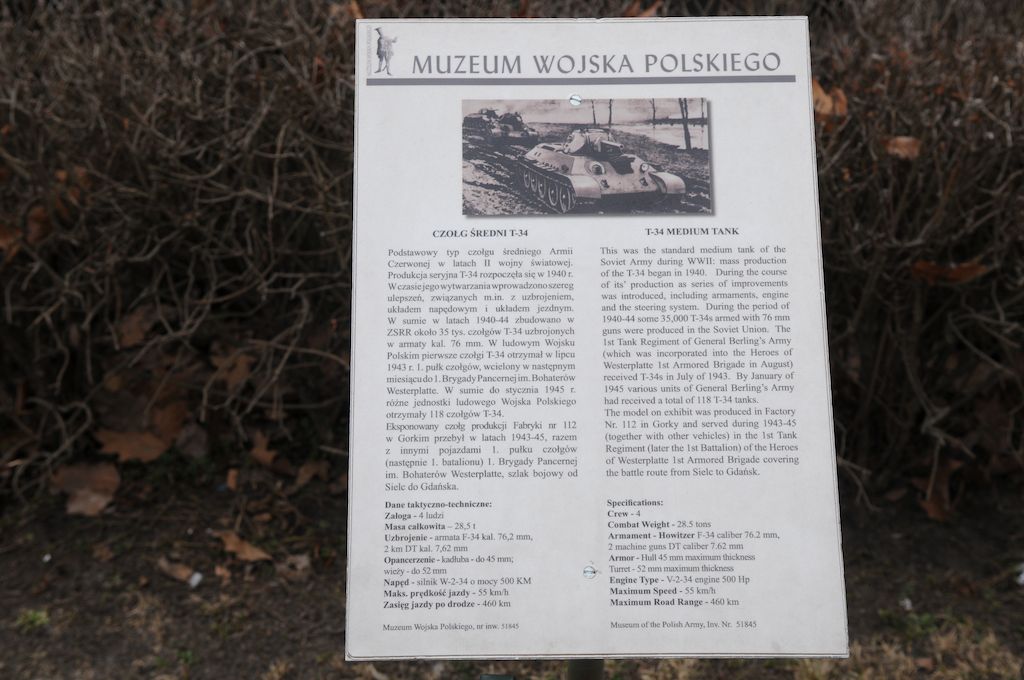 MUZEUM WOJSKA POLSKIEGO
CZOŁG ŚREDNI T-34
Podstawowy typ czołgu średniego Armii
Czerwonej w latach II wojny światowej.
Produkcja seryjna T-34 rozpoczęła się w 1940 r.
W czasie jego wytwarzania wprowadzono szereg
ulepszeń, związanych m.in. z uzbrojeniem,
układem napędowym i układem jezdnym.
W sumie w latach 1940-44 zbudowano w
ZSRR około 35 tys. czołgów T-34 uzbrojonych
w armaty kal. 76 mm. W ludowym Wojsku
Polskim pierwsze czołgi T-34 otrzymał w lipcu
1943 r. 1. pułk czołgów, wcielony w następnym
miesiącu do 1. Brygady Pancernej im. Bohaterów
Westerplatte. W sumie do stycznia 1945 r.
różne jednostki ludowego Wojska Polskiego
otrzymały 118 czołgów T-34.
Eksponowany czołg produkcji Fabryki nr 112
w Gorkim przebył w latach 1943-45, razem
z innymi pojazdami 1. pułku czołgów
(następnie 1. batalionu) 1. Brygady Pancernej
im. Bohaterów Westerplatte, szlak bojowy od
Sielc do Gdańska.
Dane taktyczno-techniczne:
Załoga - 4 ludzi
Masa całkowita – 28,5 t
Uzbrojenie - armata F-34 kal. 76,2 mm,
2 km DT kal. 7,62 mm
Opancerzenie - kadłuba - do 45 mm;
wieży - do 52 mm
Napęd - silnik W-2-34 o mocy 500 KM
Maks. prędkość jazdy - 55 km/h
Zasięg jazdy po drodze - 460 km
Muzeum Wojska Polskiego, nr inw. 51845
T-34 MEDIUM TANK
This was the standard medium tank of the
Soviet Army during WWII: mass production
of the T-34 began in 1940. During the course
of its' production as series of improvements
was introduced, including armaments, engine
and the steering system. During the period of
1940-44 some 35,000 T-34s armed with 76 mm
guns were produced in the Soviet Union. The
1st Tank Regiment of General Berling's Army
(which was incorporated into the Heroes of
Westerplatte 1st Armored Brigade in August)
received T-34s in July of 1943. By January of
1945 various units of General Berling's Army
had received a total of 118 T-34 tanks.
The model on exhibit was produced in Factory
Nr. 112 in Gorky and served during 1943-45
(together with other vehicles) in the 1st Tank
Regiment (later the 1st Battalion) of the Heroes
of Westerplatte 1st Armored Brigade covering
the battle route from Sielc to Gdańsk.
Specifications:
Crew - 4
Combat Weight - 28.5 tons
Armament - Howitzer F-34 caliber 76.2 mm,
2 machine guns DT caliber 7.62 mm
Armor - Hull 45 mm maximum thickness
Turret - 52 mm maximum thickness
Engine Type - V-2-34 engine 500 Hp
Maximum Speed - 55 km/h
Maximum Road Range - 460 km
Museum of the Polish Army, Inv. Nr. 51845